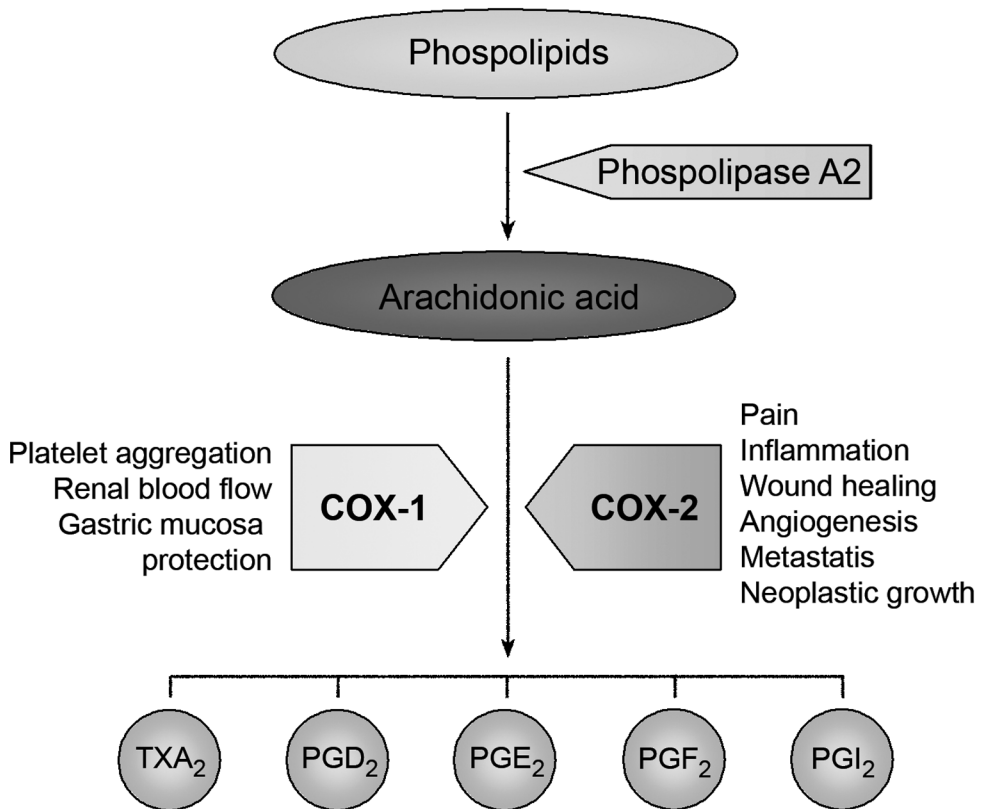 Phospolipids
Phospolipase A2
Arachidonic acid
Platelet aggregation
Renal blood flow
Gastric mucosa
protection
COX-1
COX-2
Pain
Inflammation
Wound healing
Angiogenesis
Metastatis
Neoplastic growth
TXA₂ PGD₂ PGE₂ PGF₂ PGI₂